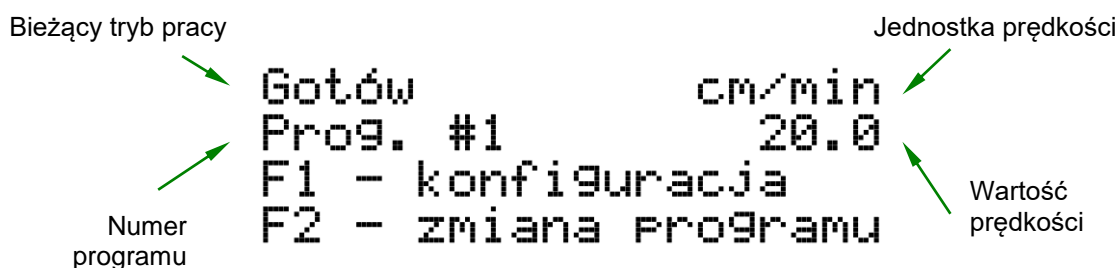 Bieżący tryb pracy
Jednostka prędkości
Gotów cm/min
Prog. #1 20.0
F1 - konfiguracja
F2 - zmiana programu
Numer
programu
Wartość
prędkości